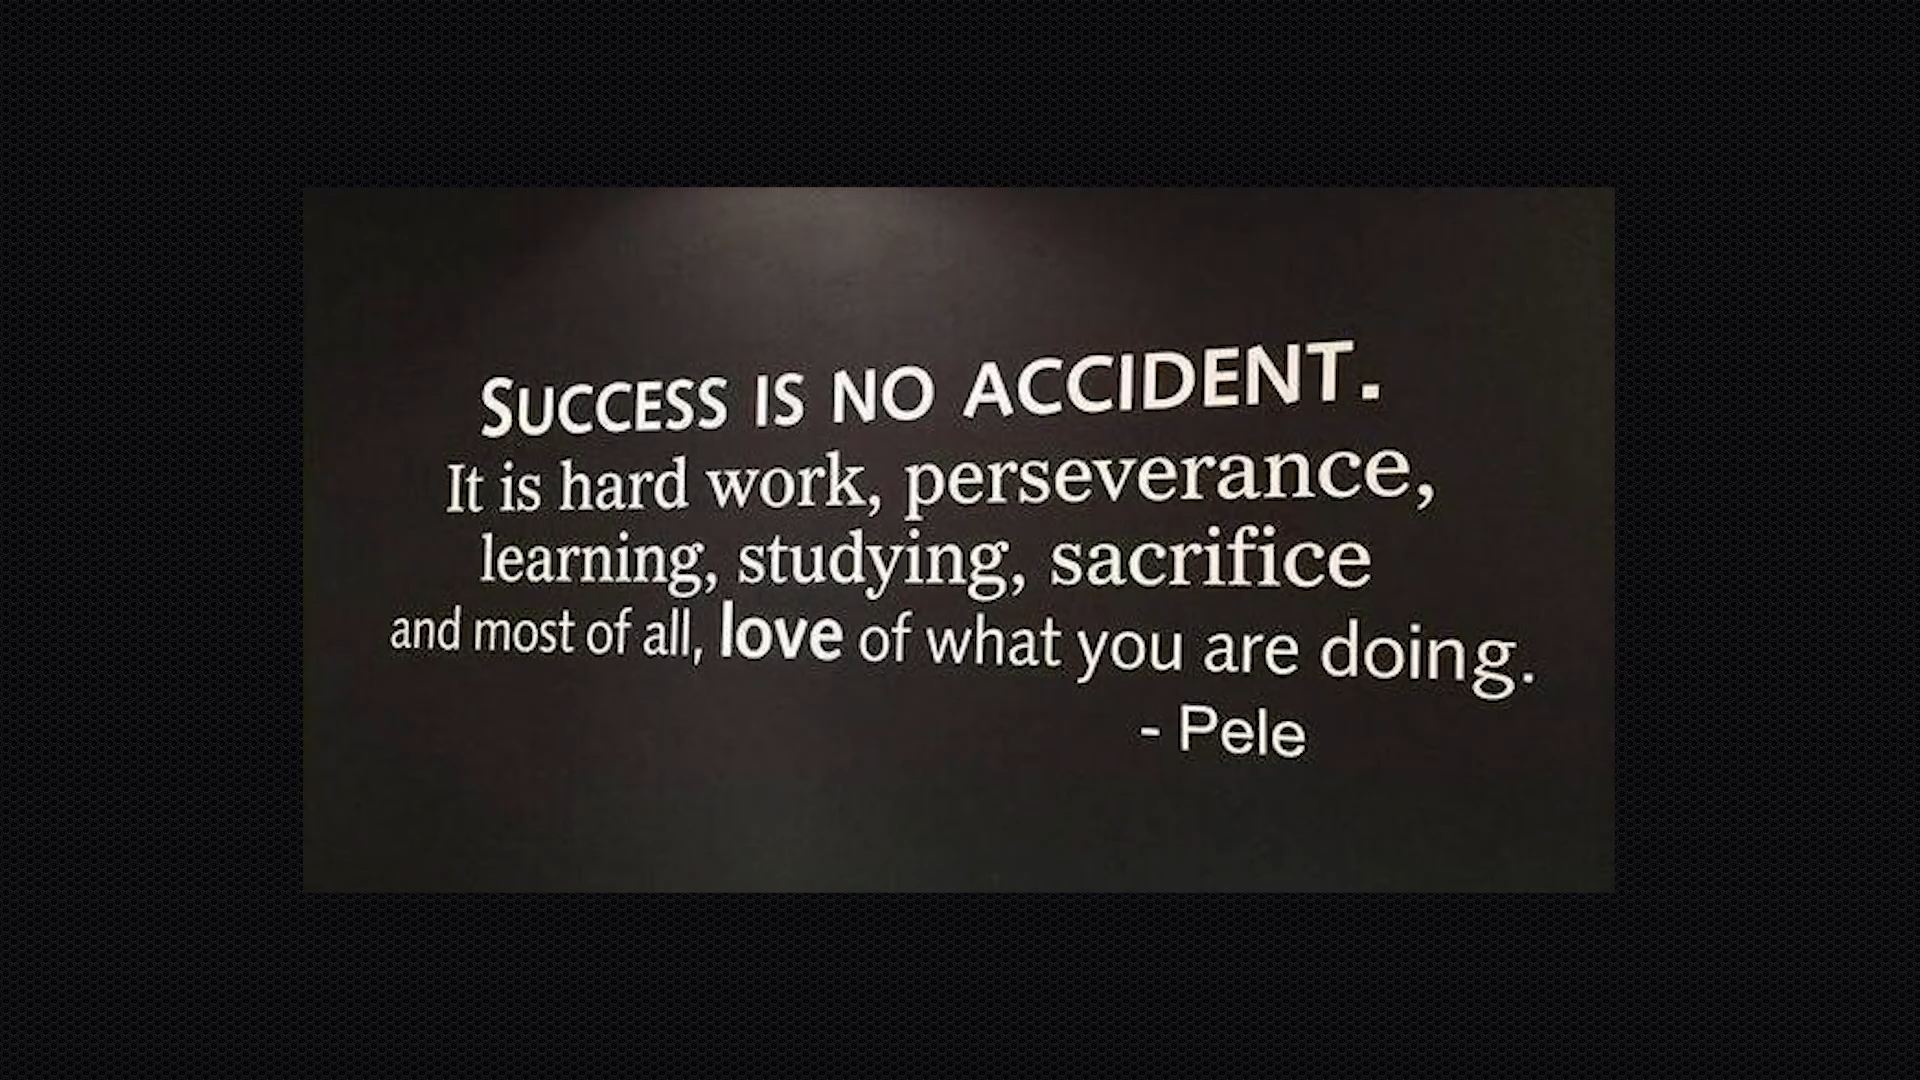 Success is no accident.
It is hard work, perseverance,
learning, studying, sacrifice
and most of all, love of what you are doing.
- Pele